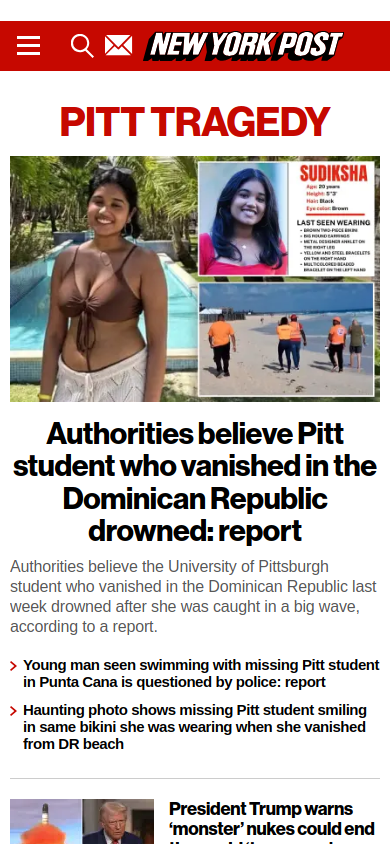 NEW YORK POST
PITT TRAGEDY
SUDIKSHA
Age: 20 years
Height: 5"3'
Hair: Black
Eye color: Brown
LAST SEEN WEARING
• BROWN TWO-PIECE BIKINI
• BIG ROUND EARRINGS
• METAL DESIGNER ANKLET ON
THE RIGHT LEG
• YELLOW AND STEEL BRACELETS
ON THE RIGHT HAND
• MULTICOLORED BEADED
BRACELET ON THE LEFT HAND
Authorities believe Pitt
student who vanished in the
Dominican Republic
drowned: report
Authorities believe the University of Pittsburgh
student who vanished in the Dominican Republic last
week drowned after she was caught in a big wave,
according to a report.
Young man seen swimming with missing Pitt student
in Punta Cana is questioned by police: report
Haunting photo shows missing Pitt student smiling
in same bikini she was wearing when she vanished
from DR beach
President Trump warns
‘monster’ nukes could end